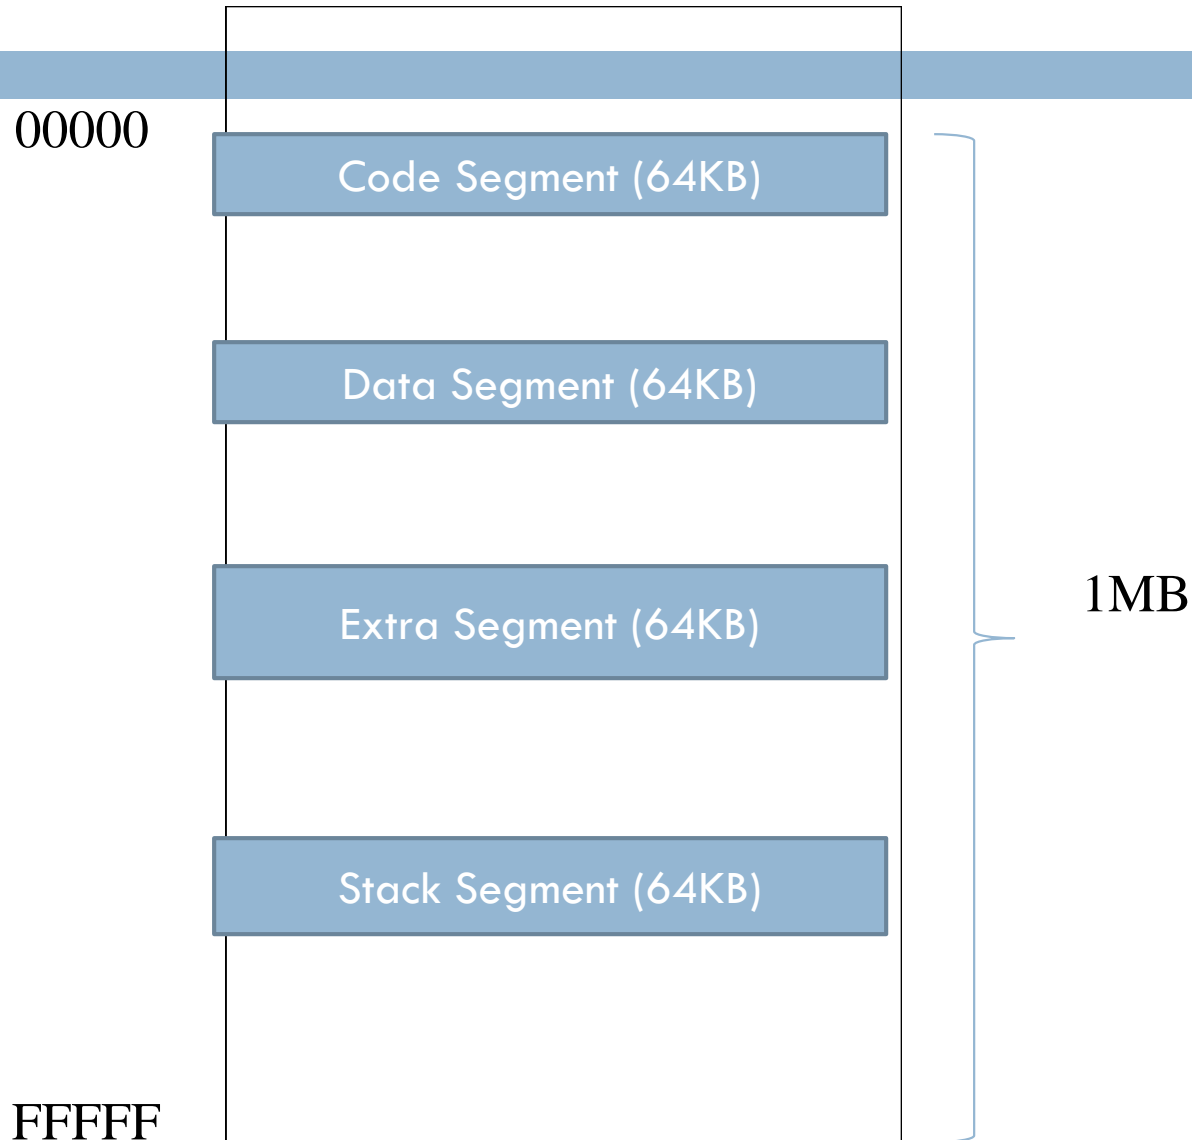 00000
Code Segment (64KB)
Data Segment (64KB)
Extra Segment (64KB)
1MB
Stack Segment (64KB)
FFFFF